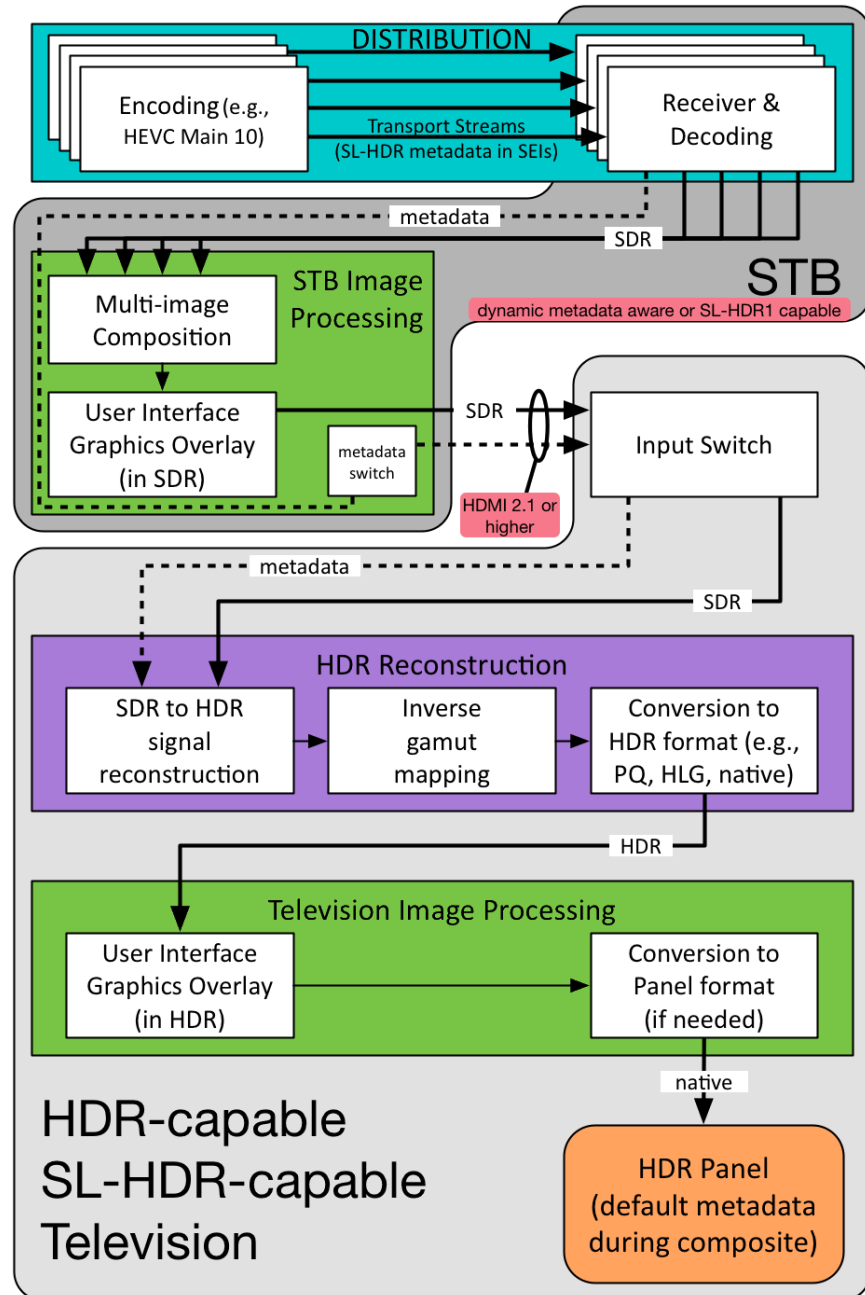 DISTRIBUTION
Encoding (e.g.,
HEVC Main 10)
Transport Streams
(SL-HDR metadata in SEIs)
Receiver &
Decoding
metadata
SDR
STB
dynamic metadata aware or SL-HDR1 capable
STB Image
Processing
Multi-image
Composition
User Interface
Graphics Overlay
(in SDR)
metadata
switch
SDR
HDMI 2.1 or
higher
Input Switch
metadata
SDR
HDR Reconstruction
SDR to HDR
signal
reconstruction
Inverse
gamut
mapping
Conversion to
HDR format (e.g.,
PQ, HLG, native)
HDR
Television Image Processing
User Interface
Graphics Overlay
(in HDR)
Conversion to
Panel format
(if needed)
native
HDR-capable
SL-HDR-capable
Television
HDR Panel
(default metadata
during composite)